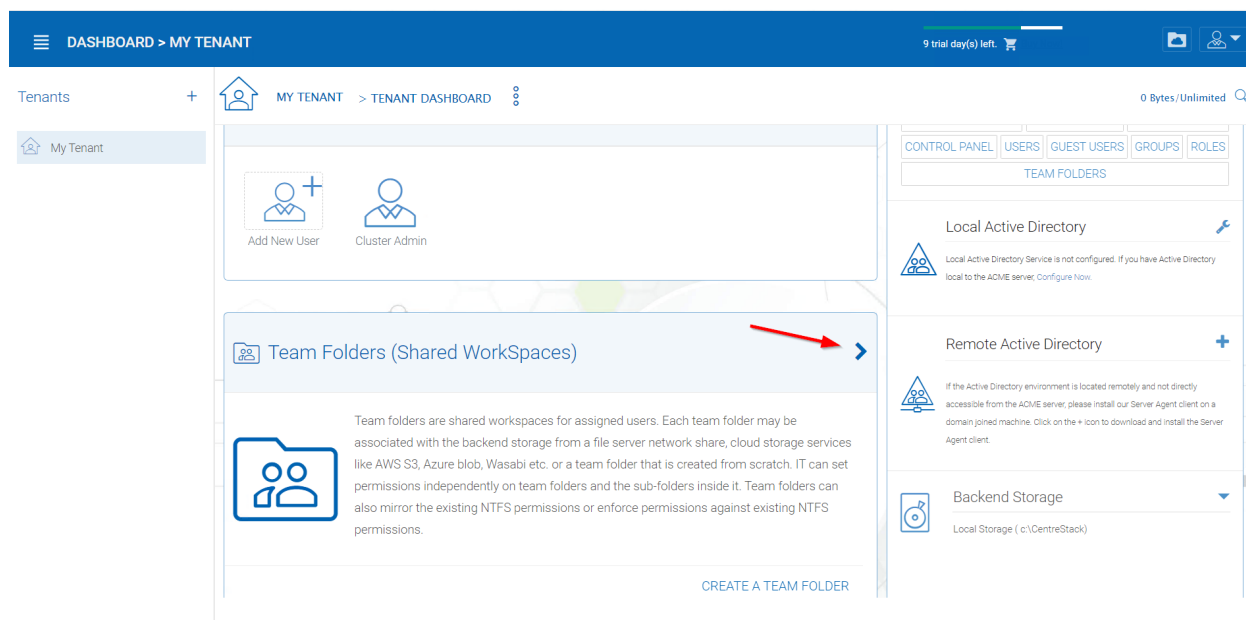 DASHBOARD > MY TENANT
9 trial day(s) left.
Tenants +
My Tenant
MY TENANT > TENANT DASHBOARD
0 Bytes/Unlimited
Add New User
Cluster Admin
Team Folders (Shared WorkSpaces)
Team folders are shared workspaces for assigned users. Each team folder may be
associated with the backend storage from a file server network share, cloud storage services
like AWS S3, Azure blob, Wasabi etc. or a team folder that is created from scratch. IT can set
permissions independently on team folders and the sub-folders inside it. Team folders can
also mirror the existing NTFS permissions or enforce permissions against existing NTFS
permissions.
CREATE A TEAM FOLDER
CONTROL PANEL USERS GUEST USERS GROUPS ROLES
TEAM FOLDERS
Local Active Directory
Local Active Directory Service is not configured. If you have Active Directory
local to the ACME server, Configure Now.
Remote Active Directory
If the Active Directory environment is located remotely and not directly
accessible from the ACME server, please install our Server Agent client on a
domain joined machine. Click on the + icon to download and install the Server
Agent client.
Backend Storage
Local Storage ( c:\CentreStack)